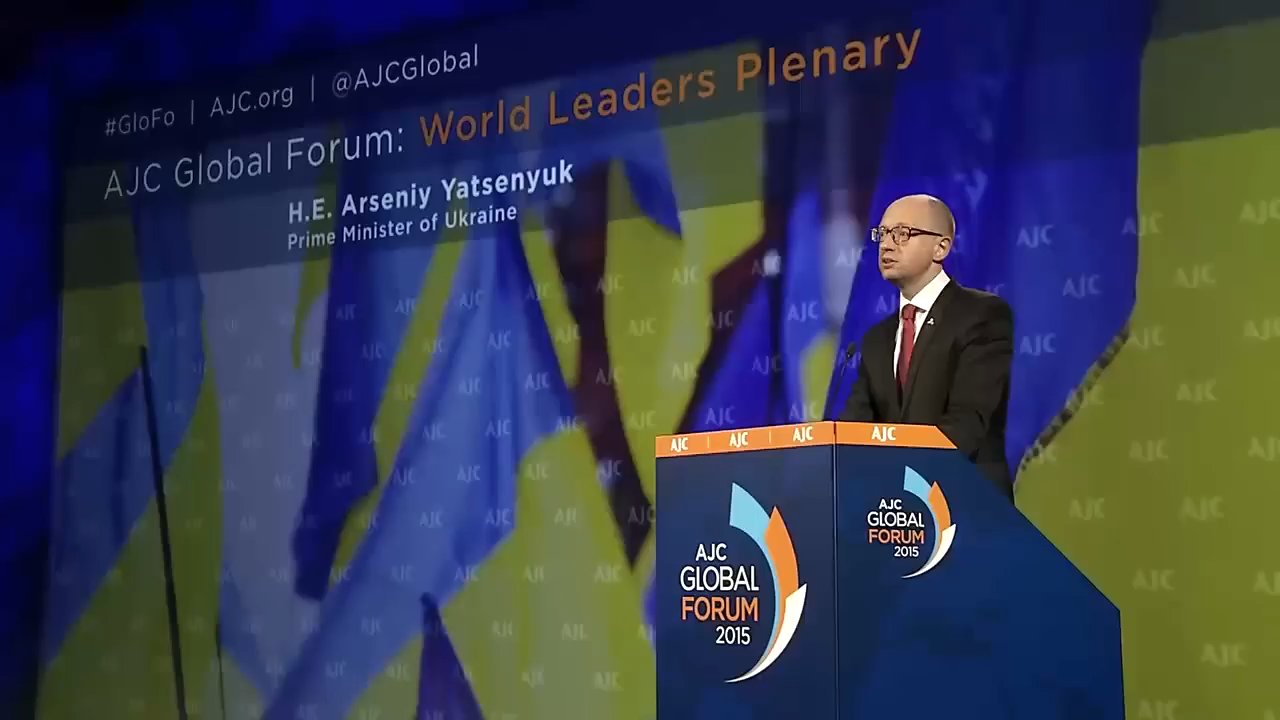 #GloFo | AJC.org | @AJCGlobal
AJC Global Forum: World Leaders Plenary
H.E. Arseniy Yatsenyuk
Prime Minister of Ukraine
AJC | AJC | AJC
AJC
AJC
GLOBAL
FORUM
2015
AJC
GLOBAL
FORUM
2015